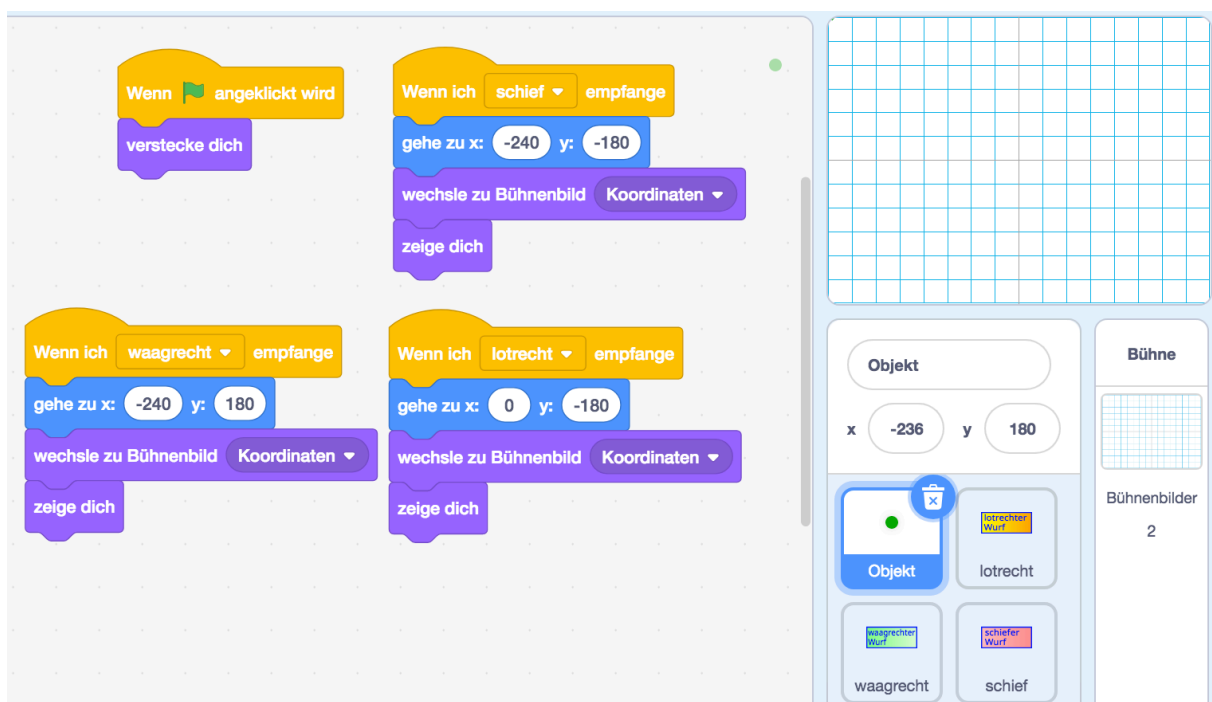 Wenn angeklickt wird
verstecke dich
Wenn ich schief empfange
gehe zu x: -240 y: -180
wechsle zu Bühnenbild Koordinaten
zeige dich
Wenn ich waagrecht empfange
gehe zu x: -240 y: 180
wechsle zu Bühnenbild Koordinaten
zeige dich
Wenn ich lotrecht empfange
gehe zu x: 0 y: -180
wechsle zu Bühnenbild Koordinaten
zeige dich
Objekt
x -236 y 180
Objekt
lotrechter
Wurf
lotrecht
waagrechter
Wurf
waagrecht
schiefer
Wurf
schief
Bühne
Bühnenbilder
2